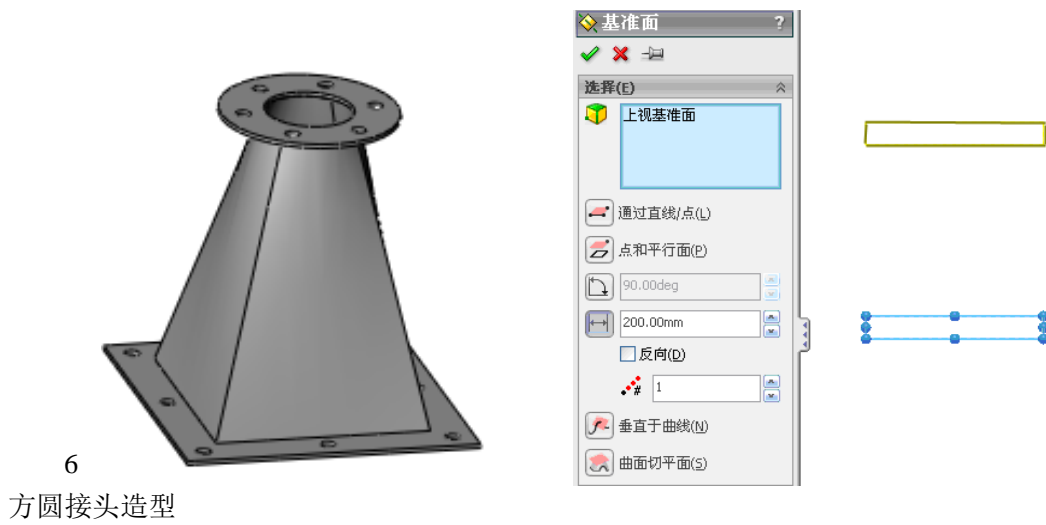 基准面 ?
选择(E)
上视基准面
通过直线/点(L)
点和平行面(P)
90.00deg
200.00mm
反向(D)
# 1
垂直于曲线(N)
曲面切平面(S)
6
方圆接头造型